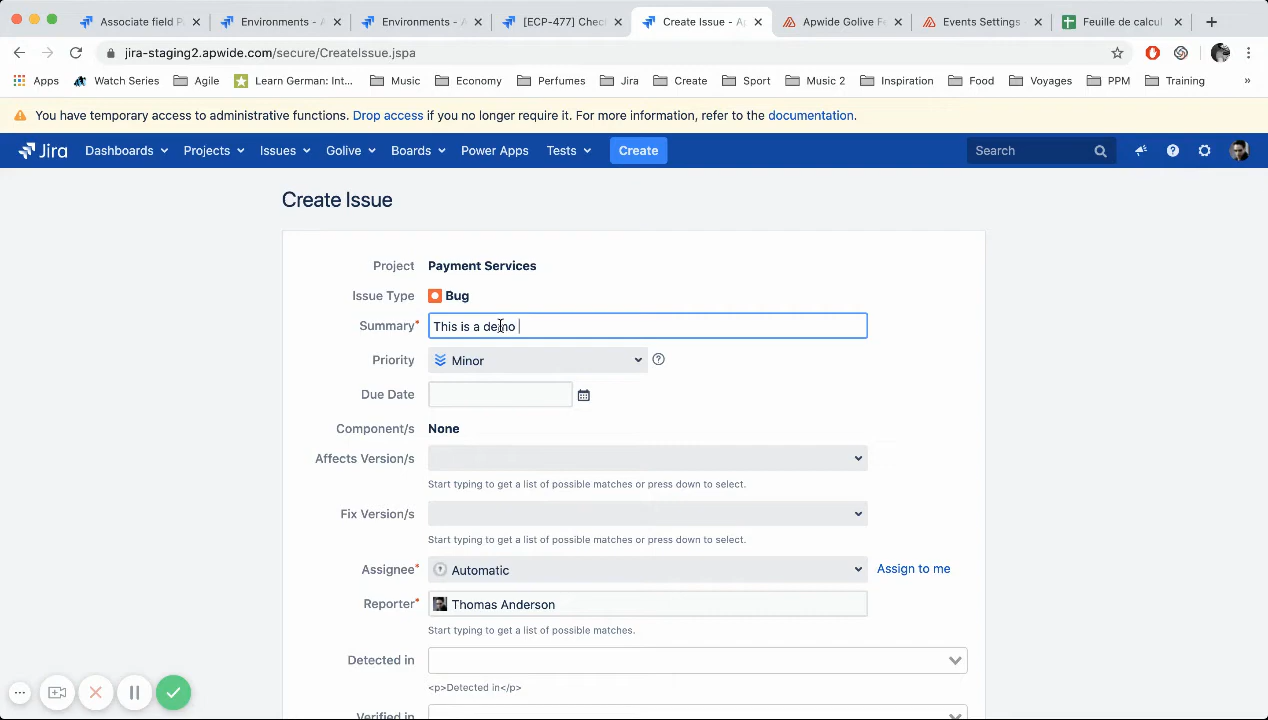 Associate field P
Environments - A
Environments - A
[ECP-477] Chec
Create Issue - Ap
Apwide Golive Fe
Events Settings
Feuille de calcul
jira-staging2.apwide.com/secure/CreateIssue.jspa
Apps Watch Series Agile Learn German: Int... Music Economy Perfumes Jira Create Sport Music 2 Inspiration Food Voyages PPM Training »
You have temporary access to administrative functions. Drop access if you no longer require it. For more information, refer to the documentation.
Jira Dashboards Projects Issues Golive Boards Power Apps Tests Create Search
Create Issue
Project Payment Services
Issue Type Bug
Summary* This is a demo
Priority Minor
Due Date
Component/s None
Affects Version/s
Start typing to get a list of possible matches or press down to select.
Fix Version/s
Start typing to get a list of possible matches or press down to select.
Assignee* Automatic Assign to me
Reporter* Thomas Anderson
Start typing to get a list of possible matches.
Detected in
<p>Detected in</p>
Verified in